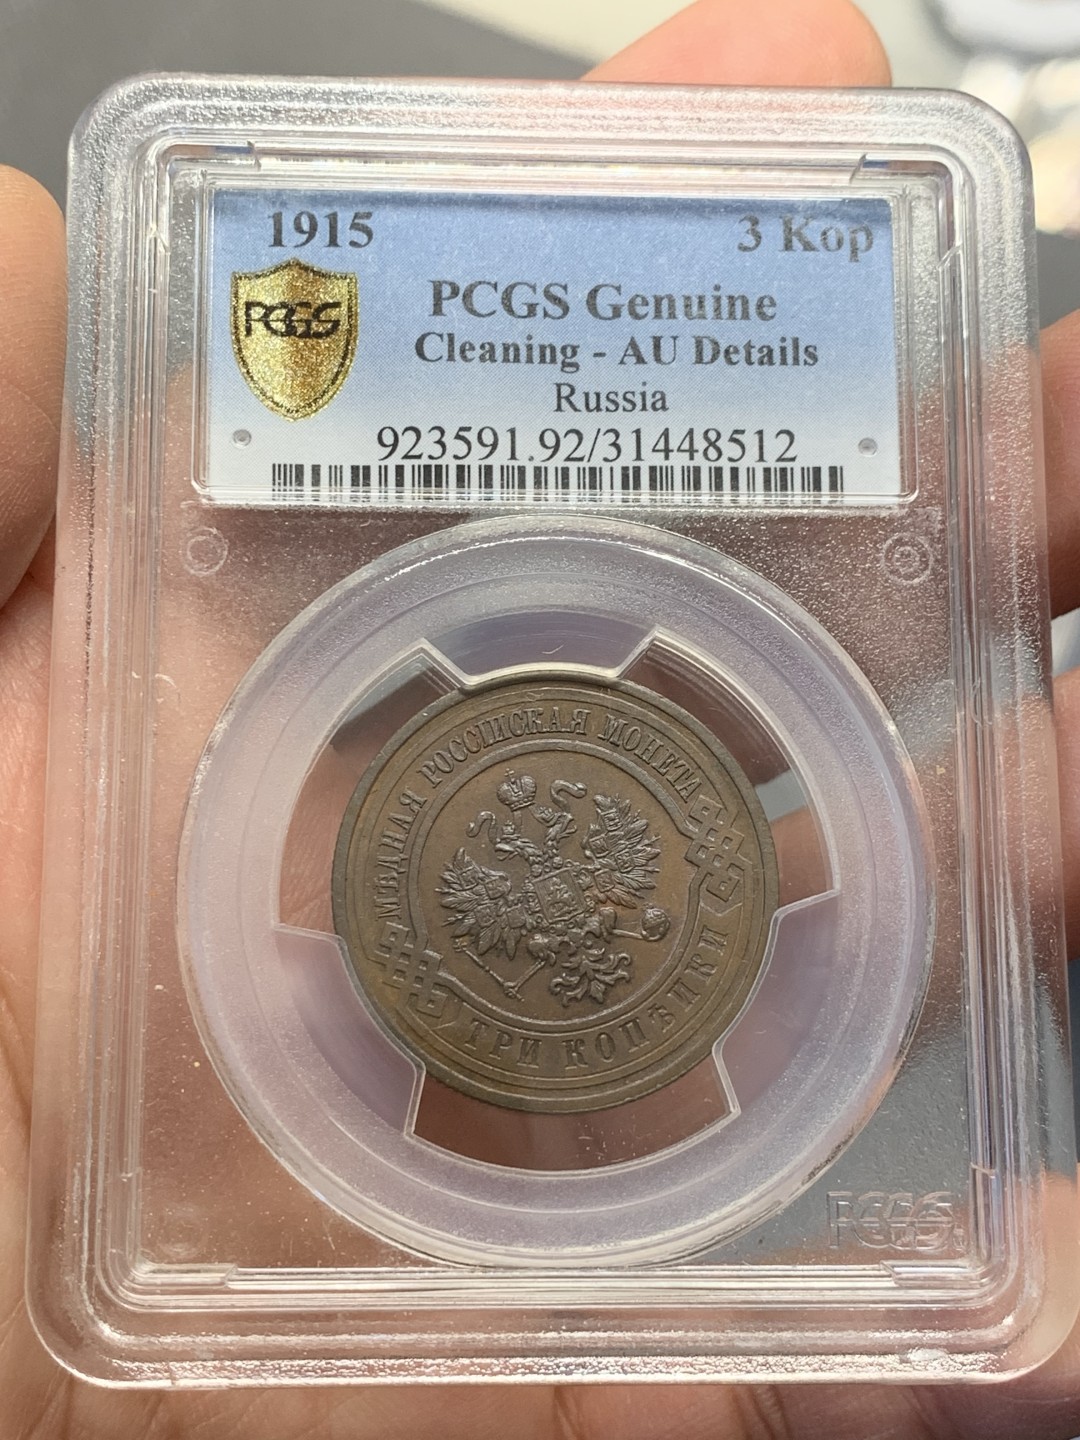 1915 3 Kop
PCGS
PCGS Genuine
Cleaning - AU Details
Russia
923591.92/31448512
МѢДНАЯ РОССІЙСКАЯ МОНЕТА
ТРИ КОПѢЙКИ
PCGS